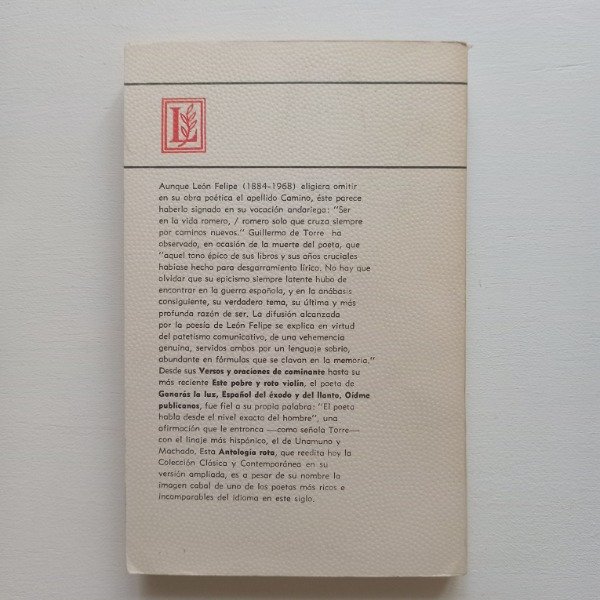 L
Aunque León Felipe (1884-1968) eligiera omitir
en su obra poética el apellido Camino, éste parece
haberlo signado en su vocación andariega: "Ser
en la vida romero, / romero solo que cruza siempre
por caminos nuevos." Guillermo de Torre ha
observado, en ocasión de la muerte del poeta, que
"aquel tono épico de sus libros y sus años cruciales
habíase hecho para desgarramiento lírico. No hay que
olvidar que su epicismo siempre latente hubo de
encontrar en la guerra española, y en la anábasis
consiguiente, su verdadero tema, su última y más
profunda razón de ser. La difusión alcanzada
por la poesía de León Felipe se explica en virtud
del patetismo comunicativo, de una vehemencia
genuina, servidos ambos por un lenguaje sobrio,
abundante en fórmulas que se clavan en la memoria."
Desde sus Versos y oraciones de caminante hasta su
más reciente Este pobre y roto violín, el poeta de
Ganarás la luz, Español del éxodo y del llanto, Oidme
publicanos, fue fiel a su propia palabra: "El poeta
habla desde el nivel exacto del hombre", una
afirmación que le entronca —como señala Torre—
con el linaje más hispánico, el de Unamuno y
Machado. Esta Antología rota, que reedita hoy la
Colección Clásica y Contemporánea en su
versión ampliada, es a pesar de su nombre la
imagen cabal de uno de los poetas más ricos e
incomparables del idioma en este siglo.